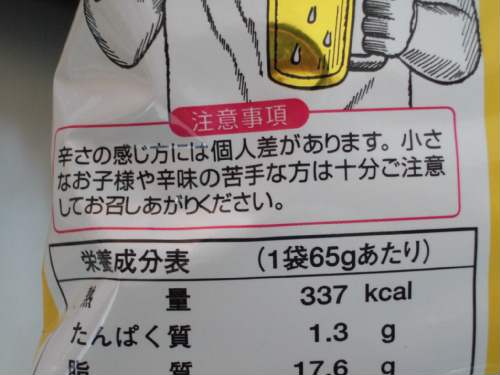 注意事項
辛さの感じ方には個人差があります。小さ
なお子様や辛味の苦手な方は十分ご注意
してお召しあがりください。
栄養成分表 (1袋65gあたり)
熱 量 337 kcal
たんぱく質 1.3 g
脂 質 17.6 g